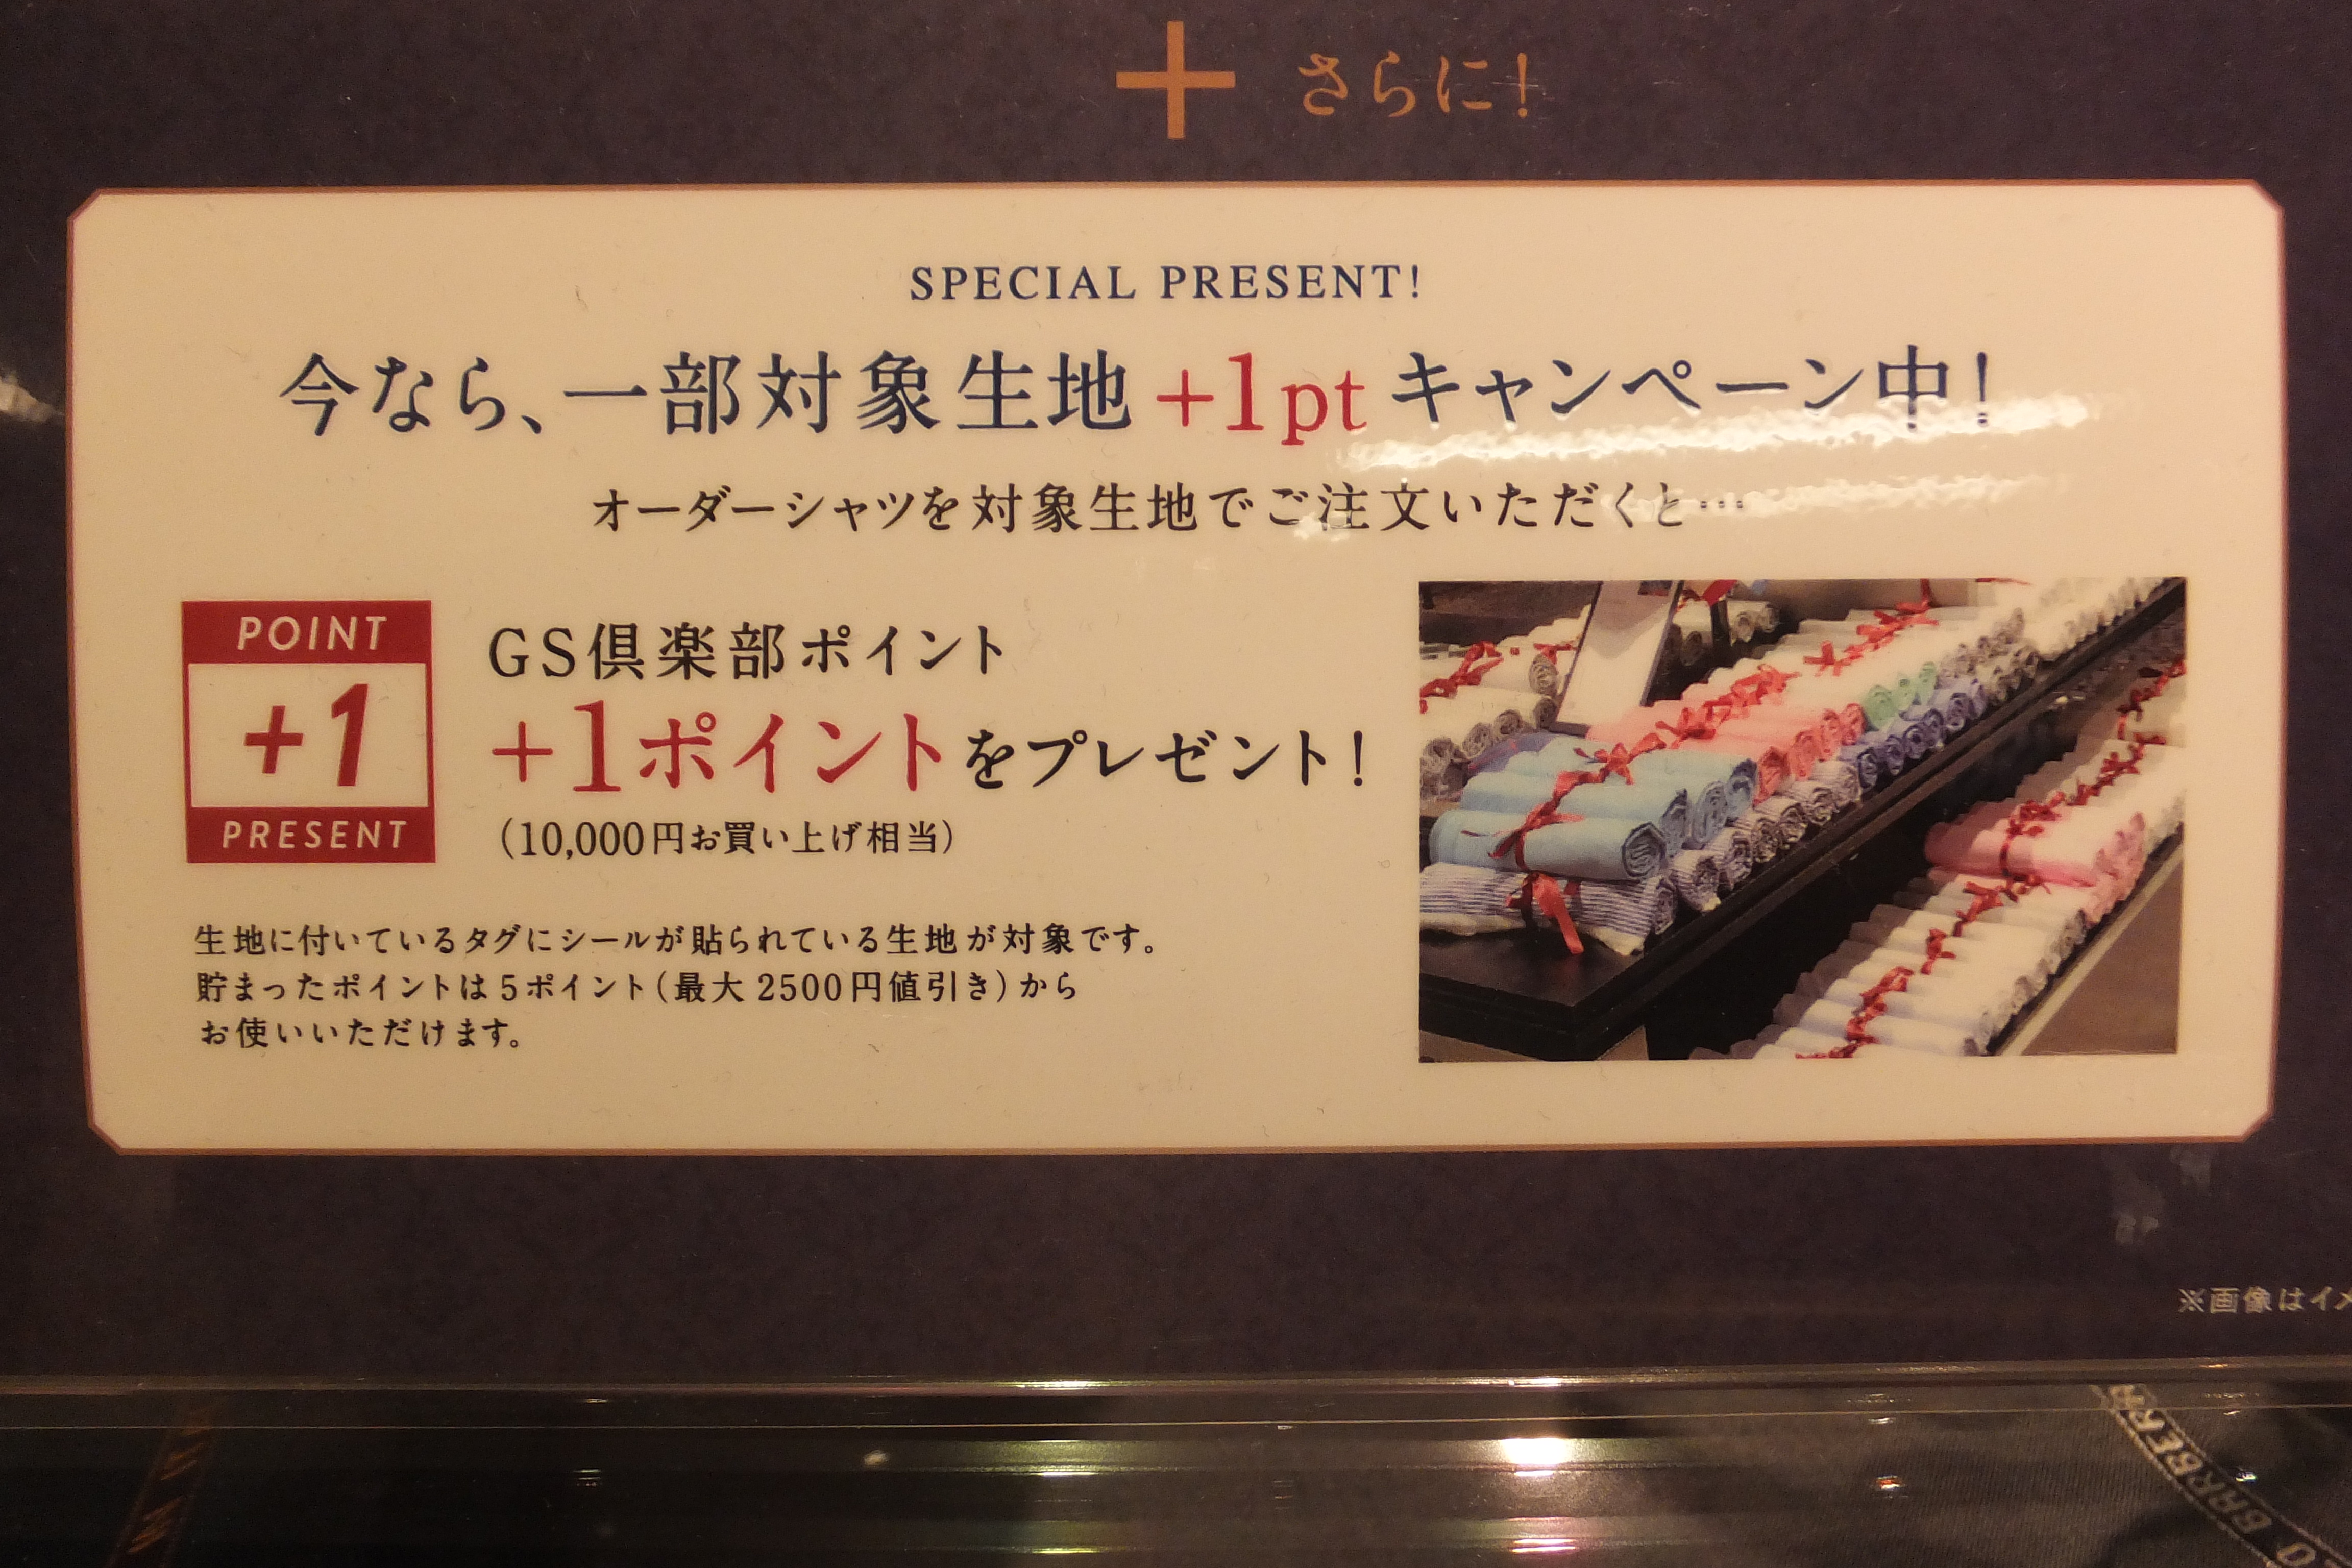 + さらに!
SPECIAL PRESENT!
今なら、一部対象生地+1ptキャンペーン中!
オーダーシャツを対象生地でご注文いただくと…
POINT
+1
PRESENT
GS倶楽部ポイント
+1ポイントをプレゼント!
(10,000円お買い上げ相当)
生地に付いているタグにシールが貼られている生地が対象です。
貯まったポイントは5ポイント(最大2500円値引き)から
お使いいただけます。
※画像はイメ
BARBER